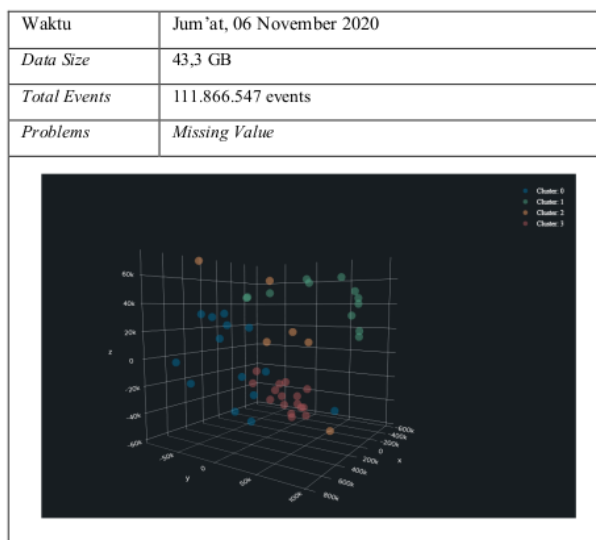 Waktu Jum’at, 06 November 2020
Data Size 43,3 GB
Total Events 111.866.547 events
Problems Missing Value
Cluster: 0
Cluster: 1
Cluster: 2
Cluster: 3
60k
40k
20k
z
0
-20k
-40k
-60k
-50k
y
0
50k
100k
-600k
-400k
-200k
0
x
200k
400k
600k
800k